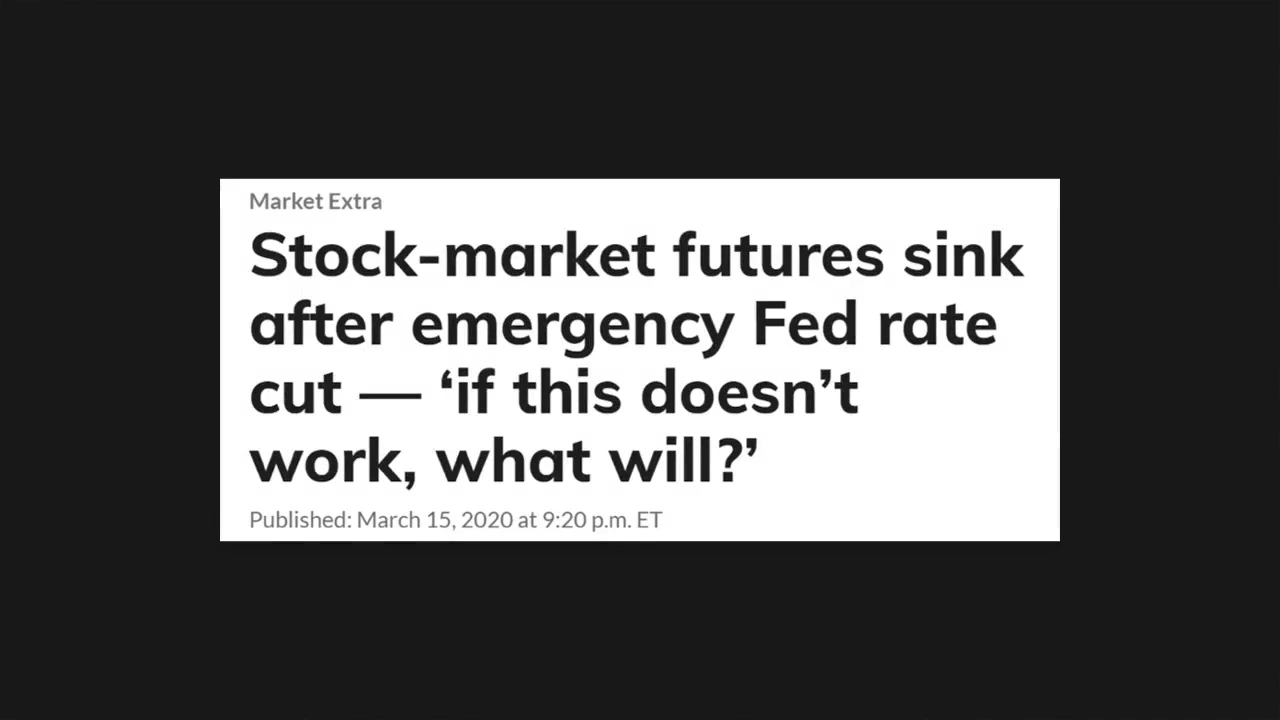 Market Extra
Stock-market futures sink
after emergency Fed rate
cut — ‘if this doesn’t
work, what will?’
Published: March 15, 2020 at 9:20 p.m. ET